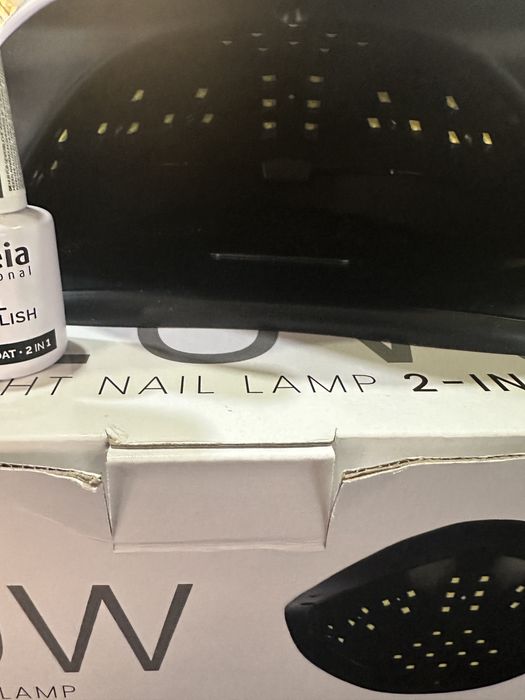 eia
onal
LISH
OAT • 2 IN 1
HT NAIL LAMP 2-IN
OW
LAMP